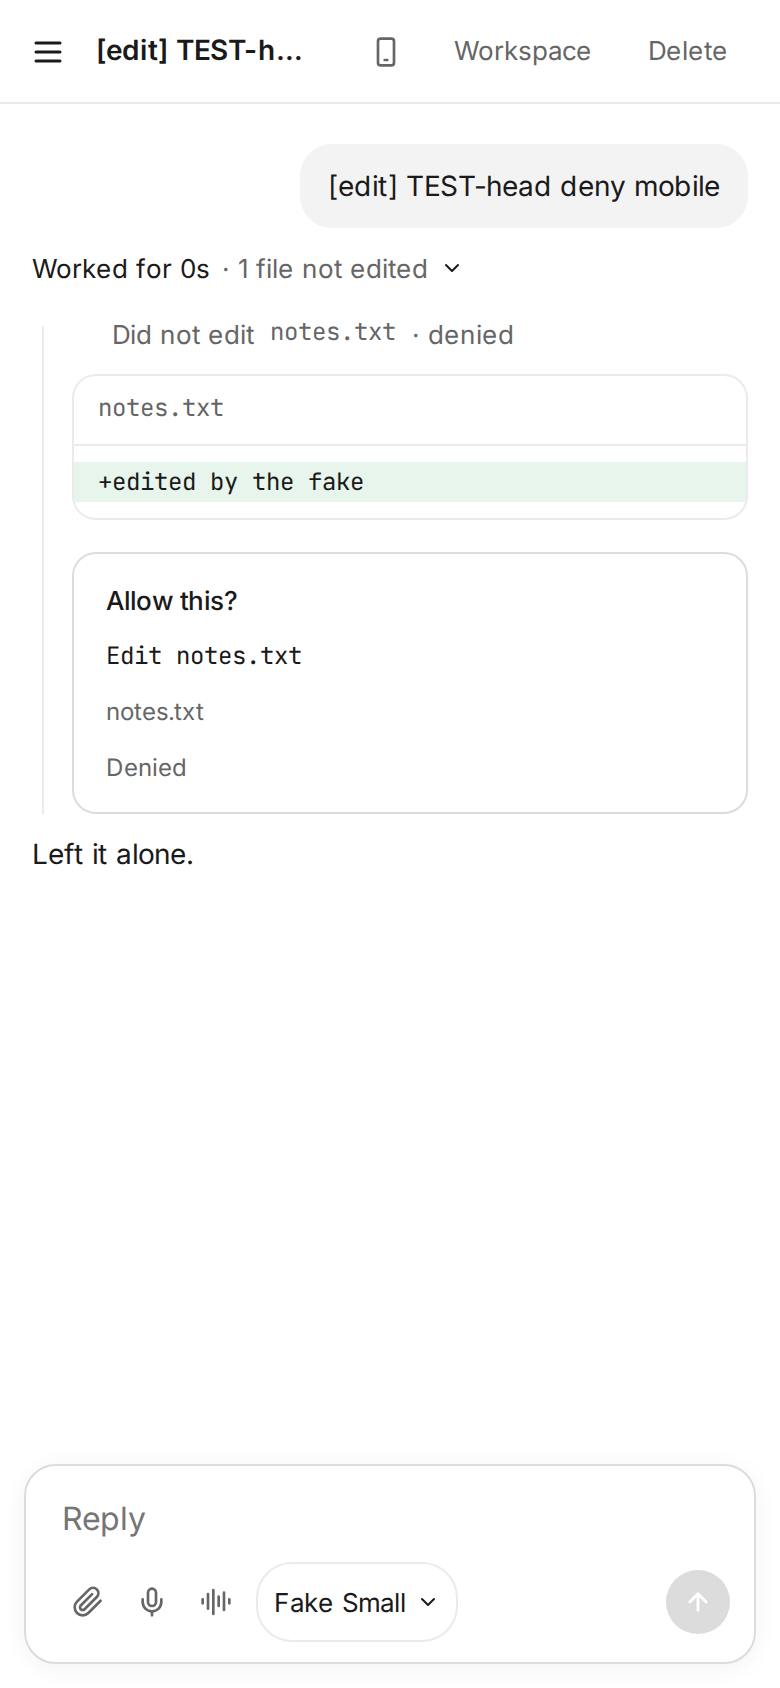 [edit] TEST-h...
Workspace
Delete
[edit] TEST-head deny mobile
Worked for 0s · 1 file not edited
Did not edit notes.txt · denied
notes.txt
+edited by the fake
Allow this?
Edit notes.txt
notes.txt
Denied
Left it alone.
Reply
Fake Small